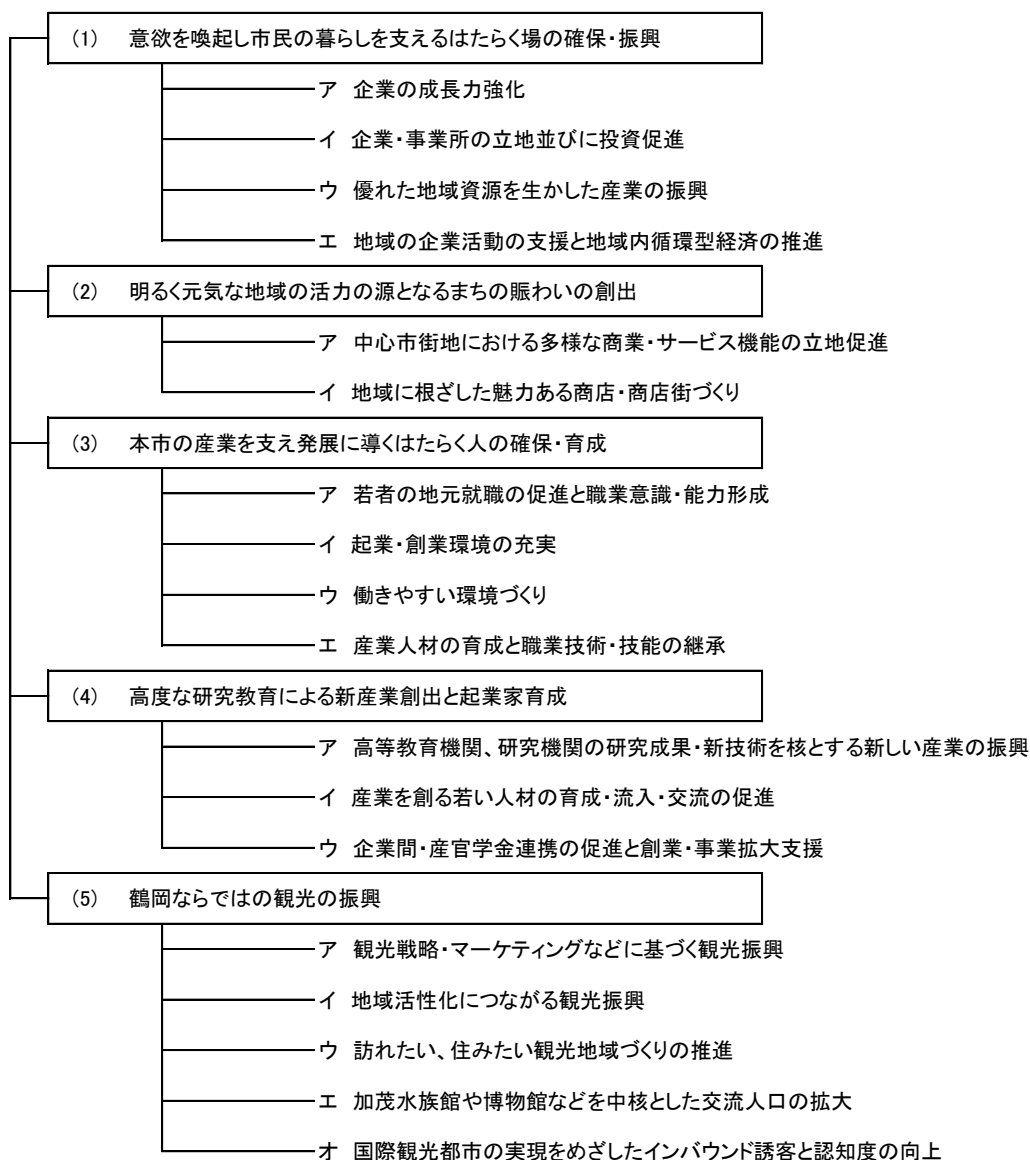 (1) 意欲を喚起し市民の暮らしを支えるはたらく場の確保・振興
ア 企業の成長力強化
イ 企業・事業所の立地並びに投資促進
ウ 優れた地域資源を生かした産業の振興
エ 地域の企業活動の支援と地域内循環型経済の推進
(2) 明るく元気な地域の活力の源となるまちの賑わいの創出
ア 中心市街地における多様な商業・サービス機能の立地促進
イ 地域に根ざした魅力ある商店・商店街づくり
(3) 本市の産業を支え発展に導くはたらく人の確保・育成
ア 若者の地元就職の促進と職業意識・能力形成
イ 起業・創業環境の充実
ウ 働きやすい環境づくり
エ 産業人材の育成と職業技術・技能の継承
(4) 高度な研究教育による新産業創出と起業家育成
ア 高等教育機関、研究機関の研究成果・新技術を核とする新しい産業の振興
イ 産業を創る若い人材の育成・流入・交流の促進
ウ 企業間・産官学金連携の促進と創業・事業拡大支援
(5) 鶴岡ならではの観光の振興
ア 観光戦略・マーケティングなどに基づく観光振興
イ 地域活性化につながる観光振興
ウ 訪れたい、住みたい観光地域づくりの推進
エ 加茂水族館や博物館などを中核とした交流人口の拡大
オ 国際観光都市の実現をめざしたインバウンド誘客と認知度の向上